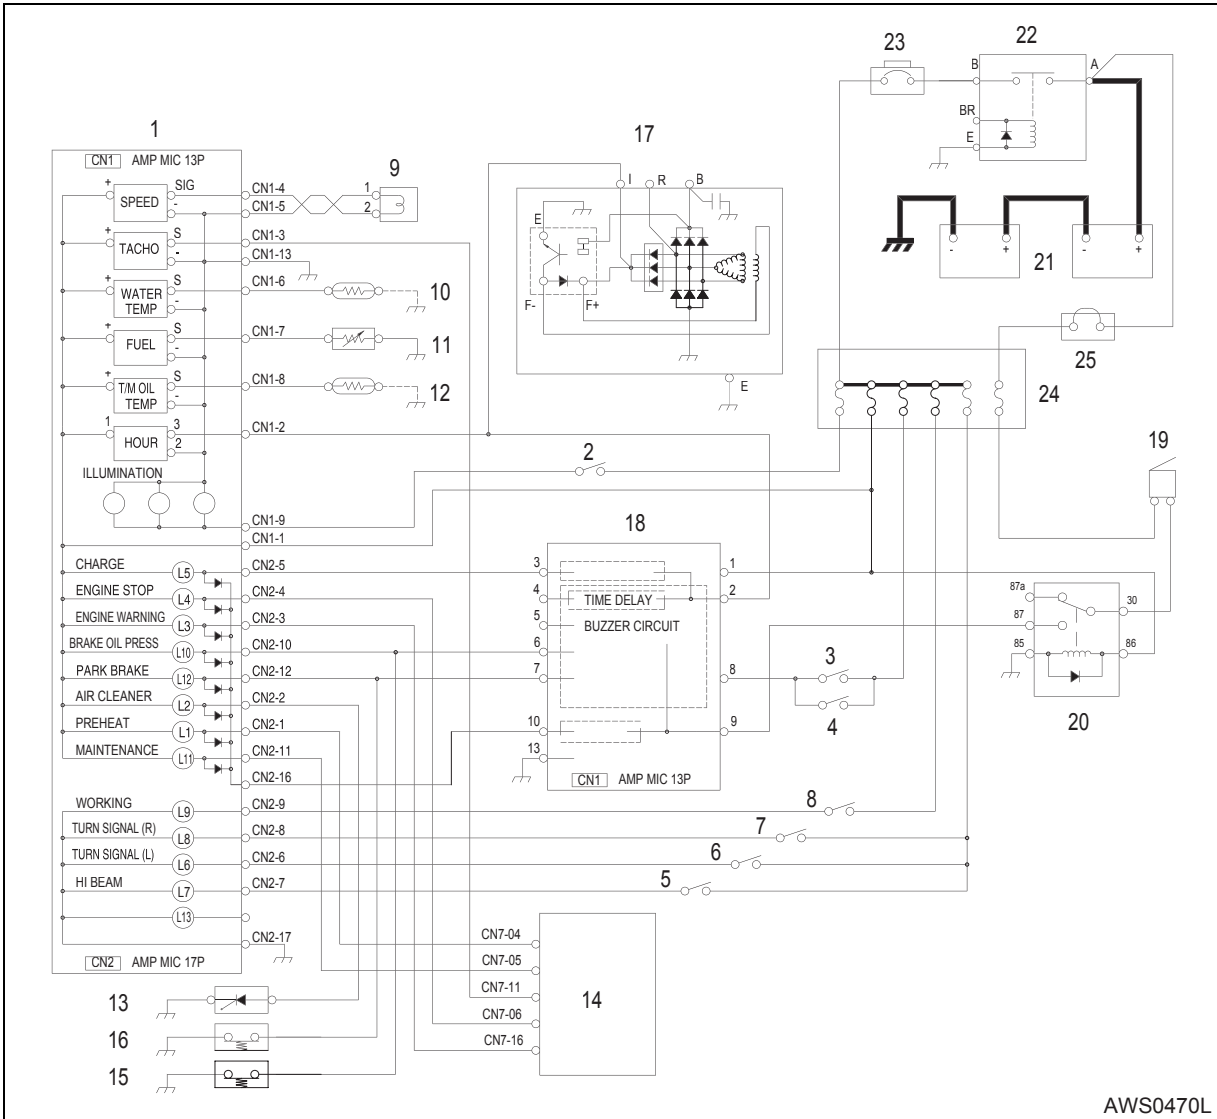 23
22
B
A
BR
E
1
CN1 AMP MIC 13P
9
17
+ SPEED SIG -
CN1-4
CN1-5
1
2
I R B
+ TACHO S -
CN1-3
CN1-13
E
F- F+
E
- + 21 - +
+ WATER TEMP S -
CN1-6
10
+ FUEL S -
CN1-7
11
25
+ T/M OIL TEMP S -
CN1-8
12
24
1 HOUR 3 2
CN1-2
2
19
ILLUMINATION
CN1-9
CN1-1
18
CHARGE L5 CN2-5 3 1
ENGINE STOP L4 CN2-4 4 TIME DELAY 2
87a
30
ENGINE WARNING L3 CN2-3 5 BUZZER CIRCUIT
87
BRAKE OIL PRESS L10 CN2-10 6
85 86
PARK BRAKE L12 CN2-12 7 8 3
AIR CLEANER L2 CN2-2
4
20
PREHEAT L1 CN2-1 10 9
MAINTENANCE L11 CN2-11 13
CN2-16
CN1 AMP MIC 13P
WORKING L9 CN2-9 8
TURN SIGNAL (R) L8 CN2-8 7
TURN SIGNAL (L) L6 CN2-6 6
HI BEAM L7 CN2-7 5
L13
CN2-17
CN2 AMP MIC 17P
CN7-04
CN7-05
CN7-11
CN7-06
CN7-16
14
13
16
15
AWS0470L